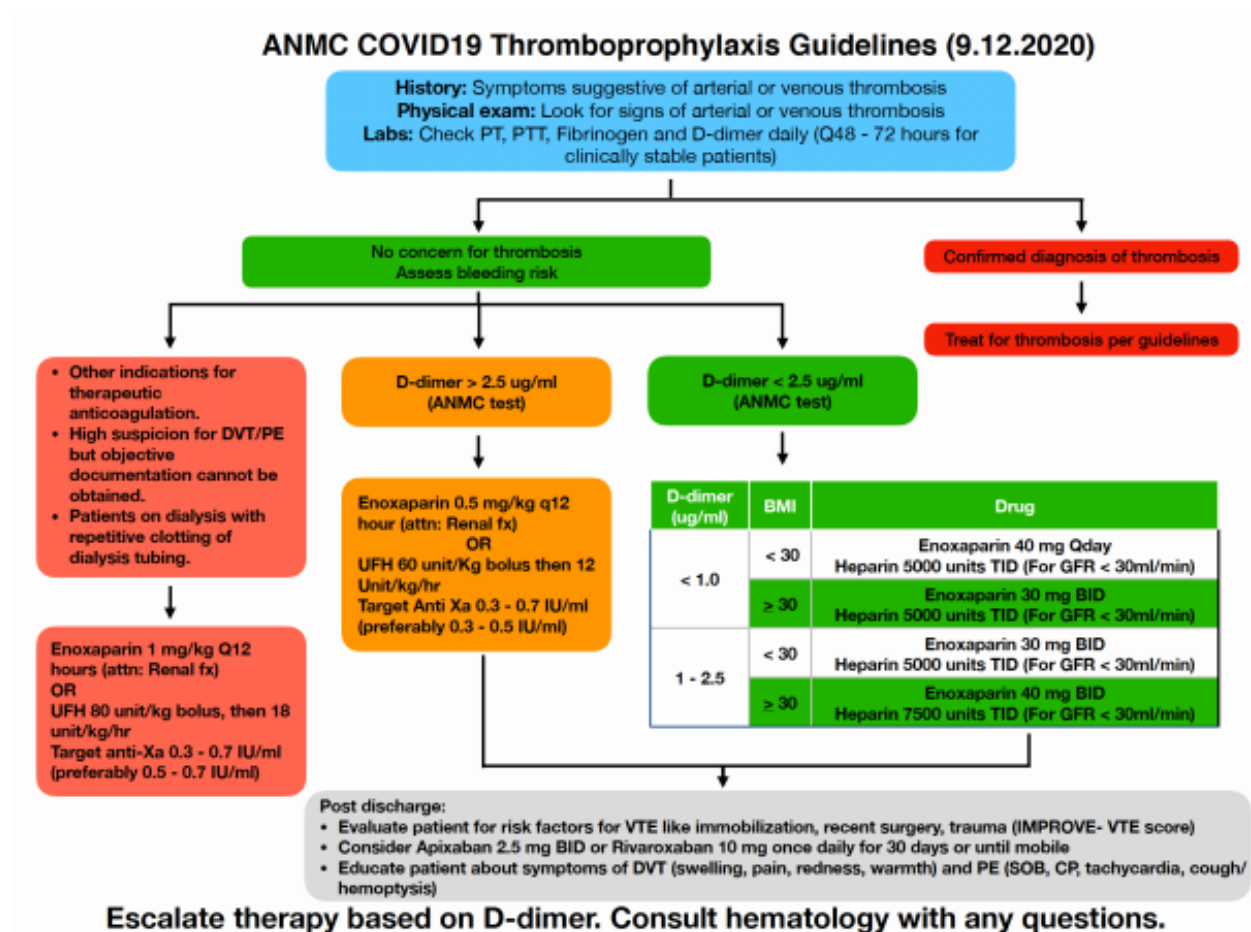 ANMC COVID19 Thromboprophylaxis Guidelines (9.12.2020)
History: Symptoms suggestive of arterial or venous thrombosis
Physical exam: Look for signs of arterial or venous thrombosis
Labs: Check PT, PTT, Fibrinogen and D-dimer daily (Q48 - 72 hours for
clinically stable patients)
No concern for thrombosis
Assess bleeding risk
Confirmed diagnosis of thrombosis
Treat for thrombosis per guidelines
• Other indications for
therapeutic
anticoagulation.
• High suspicion for DVT/PE
but objective
documentation cannot be
obtained.
• Patients on dialysis with
repetitive clotting of
dialysis tubing.
Enoxaparin 1 mg/kg Q12
hours (attn: Renal fx)
OR
UFH 80 unit/kg bolus, then 18
unit/kg/hr
Target anti-Xa 0.3 - 0.7 IU/ml
(preferably 0.5 - 0.7 IU/ml)
D-dimer > 2.5 ug/ml
(ANMC test)
Enoxaparin 0.5 mg/kg q12
hour (attn: Renal fx)
OR
UFH 60 unit/Kg bolus then 12
Unit/kg/hr
Target Anti Xa 0.3 - 0.7 IU/ml
(preferably 0.3 - 0.5 IU/ml)
D-dimer < 2.5 ug/ml
(ANMC test)
D-dimer
(ug/ml)
BMI
Drug
< 1.0
< 30
Enoxaparin 40 mg Qday
Heparin 5000 units TID (For GFR < 30ml/min)
≥ 30
Enoxaparin 30 mg BID
Heparin 5000 units TID (For GFR < 30ml/min)
1 - 2.5
< 30
Enoxaparin 30 mg BID
Heparin 5000 units TID (For GFR < 30ml/min)
≥ 30
Enoxaparin 40 mg BID
Heparin 7500 units TID (For GFR < 30ml/min)
Post discharge:
• Evaluate patient for risk factors for VTE like immobilization, recent surgery, trauma (IMPROVE- VTE score)
• Consider Apixaban 2.5 mg BID or Rivaroxaban 10 mg once daily for 30 days or until mobile
• Educate patient about symptoms of DVT (swelling, pain, redness, warmth) and PE (SOB, CP, tachycardia, cough/
hemoptysis)
Escalate therapy based on D-dimer. Consult hematology with any questions.